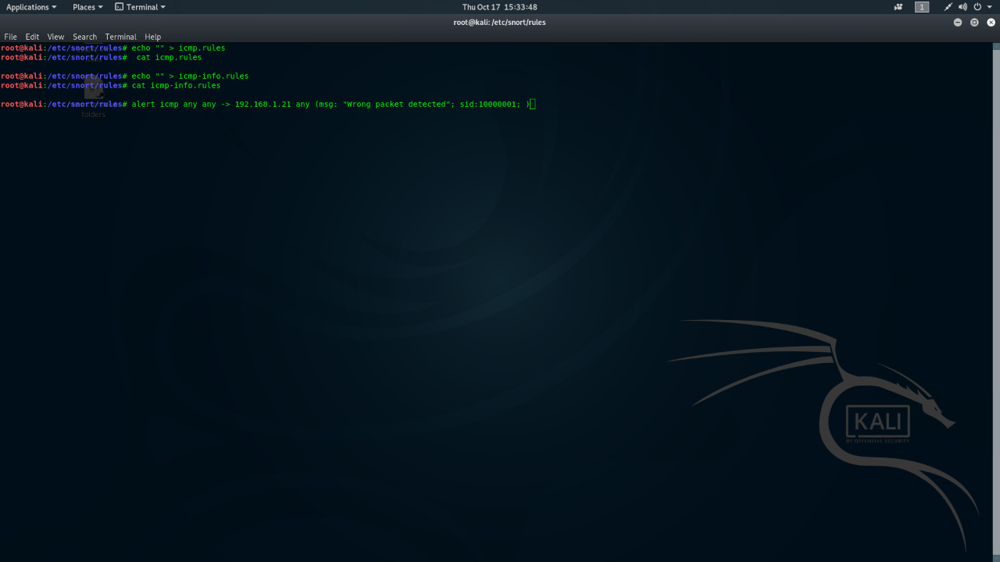 Applications Places Terminal Thu Oct 17 15:33:48 1
root@kali: /etc/snort/rules
File Edit View Search Terminal Help
root@kali:/etc/snort/rules# echo "" > icmp.rules
root@kali:/etc/snort/rules#  cat icmp.rules
root@kali:/etc/snort/rules# echo "" > icmp-info.rules
root@kali:/etc/snort/rules# cat icmp-info.rules
root@kali:/etc/snort/rules# alert icmp any any -> 192.168.1.21 any (msg: "Wrong packet detected"; sid:10000001; )
folders
KALI
BY OFFENSIVE SECURITY